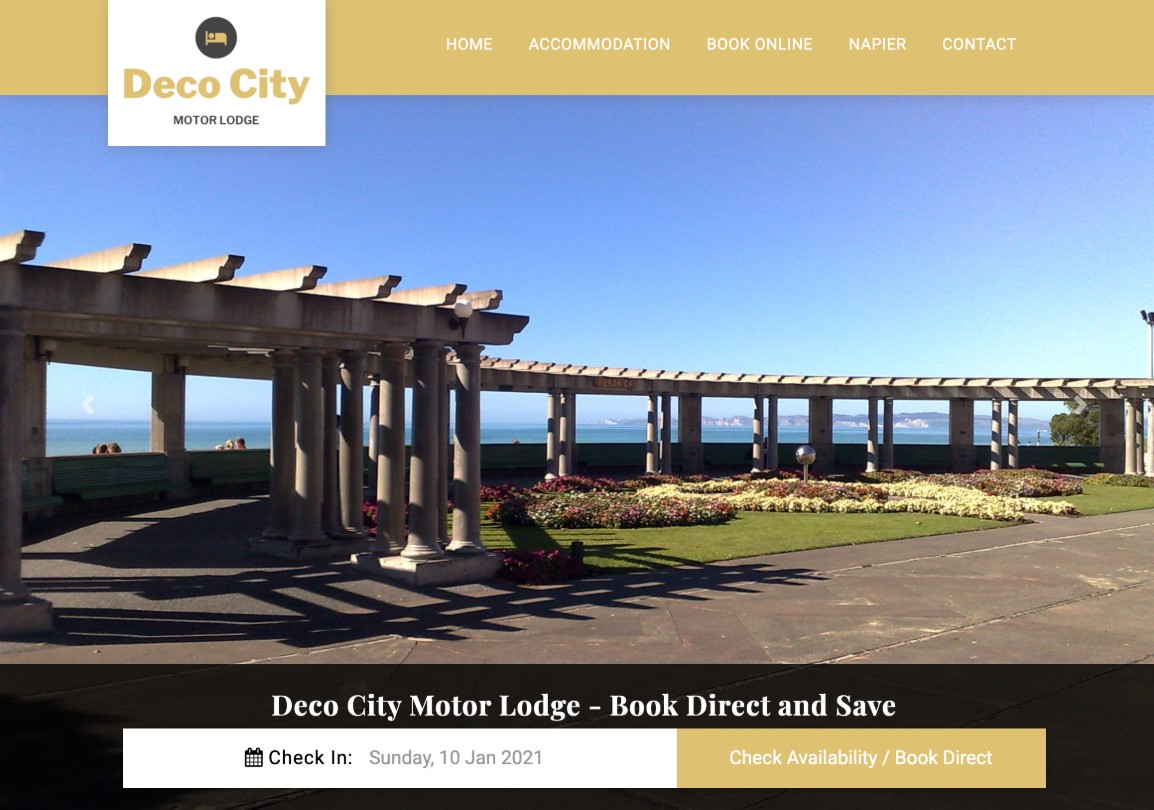 Deco City
MOTOR LODGE
HOME ACCOMMODATION BOOK ONLINE NAPIER CONTACT
VERONICA
Deco City Motor Lodge - Book Direct and Save
Check In: Sunday, 10 Jan 2021
Check Availability / Book Direct